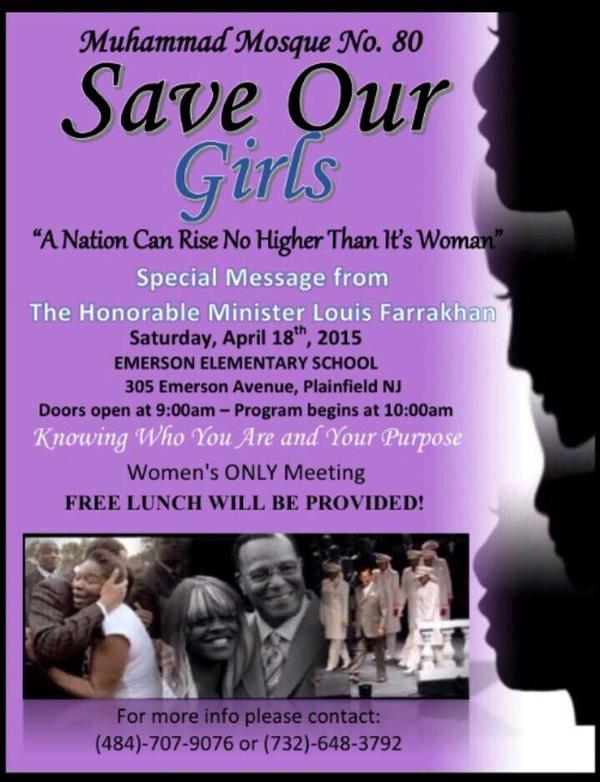 Muhammad Mosque No. 80
Save Our
Girls
“A Nation Can Rise No Higher Than It’s Woman”
Special Message from
The Honorable Minister Louis Farrakhan
Saturday, April 18th, 2015
EMERSON ELEMENTARY SCHOOL
305 Emerson Avenue, Plainfield NJ
Doors open at 9:00am – Program begins at 10:00am
Knowing Who You Are and Your Purpose
Women's ONLY Meeting
FREE LUNCH WILL BE PROVIDED!
For more info please contact:
(484)-707-9076 or (732)-648-3792